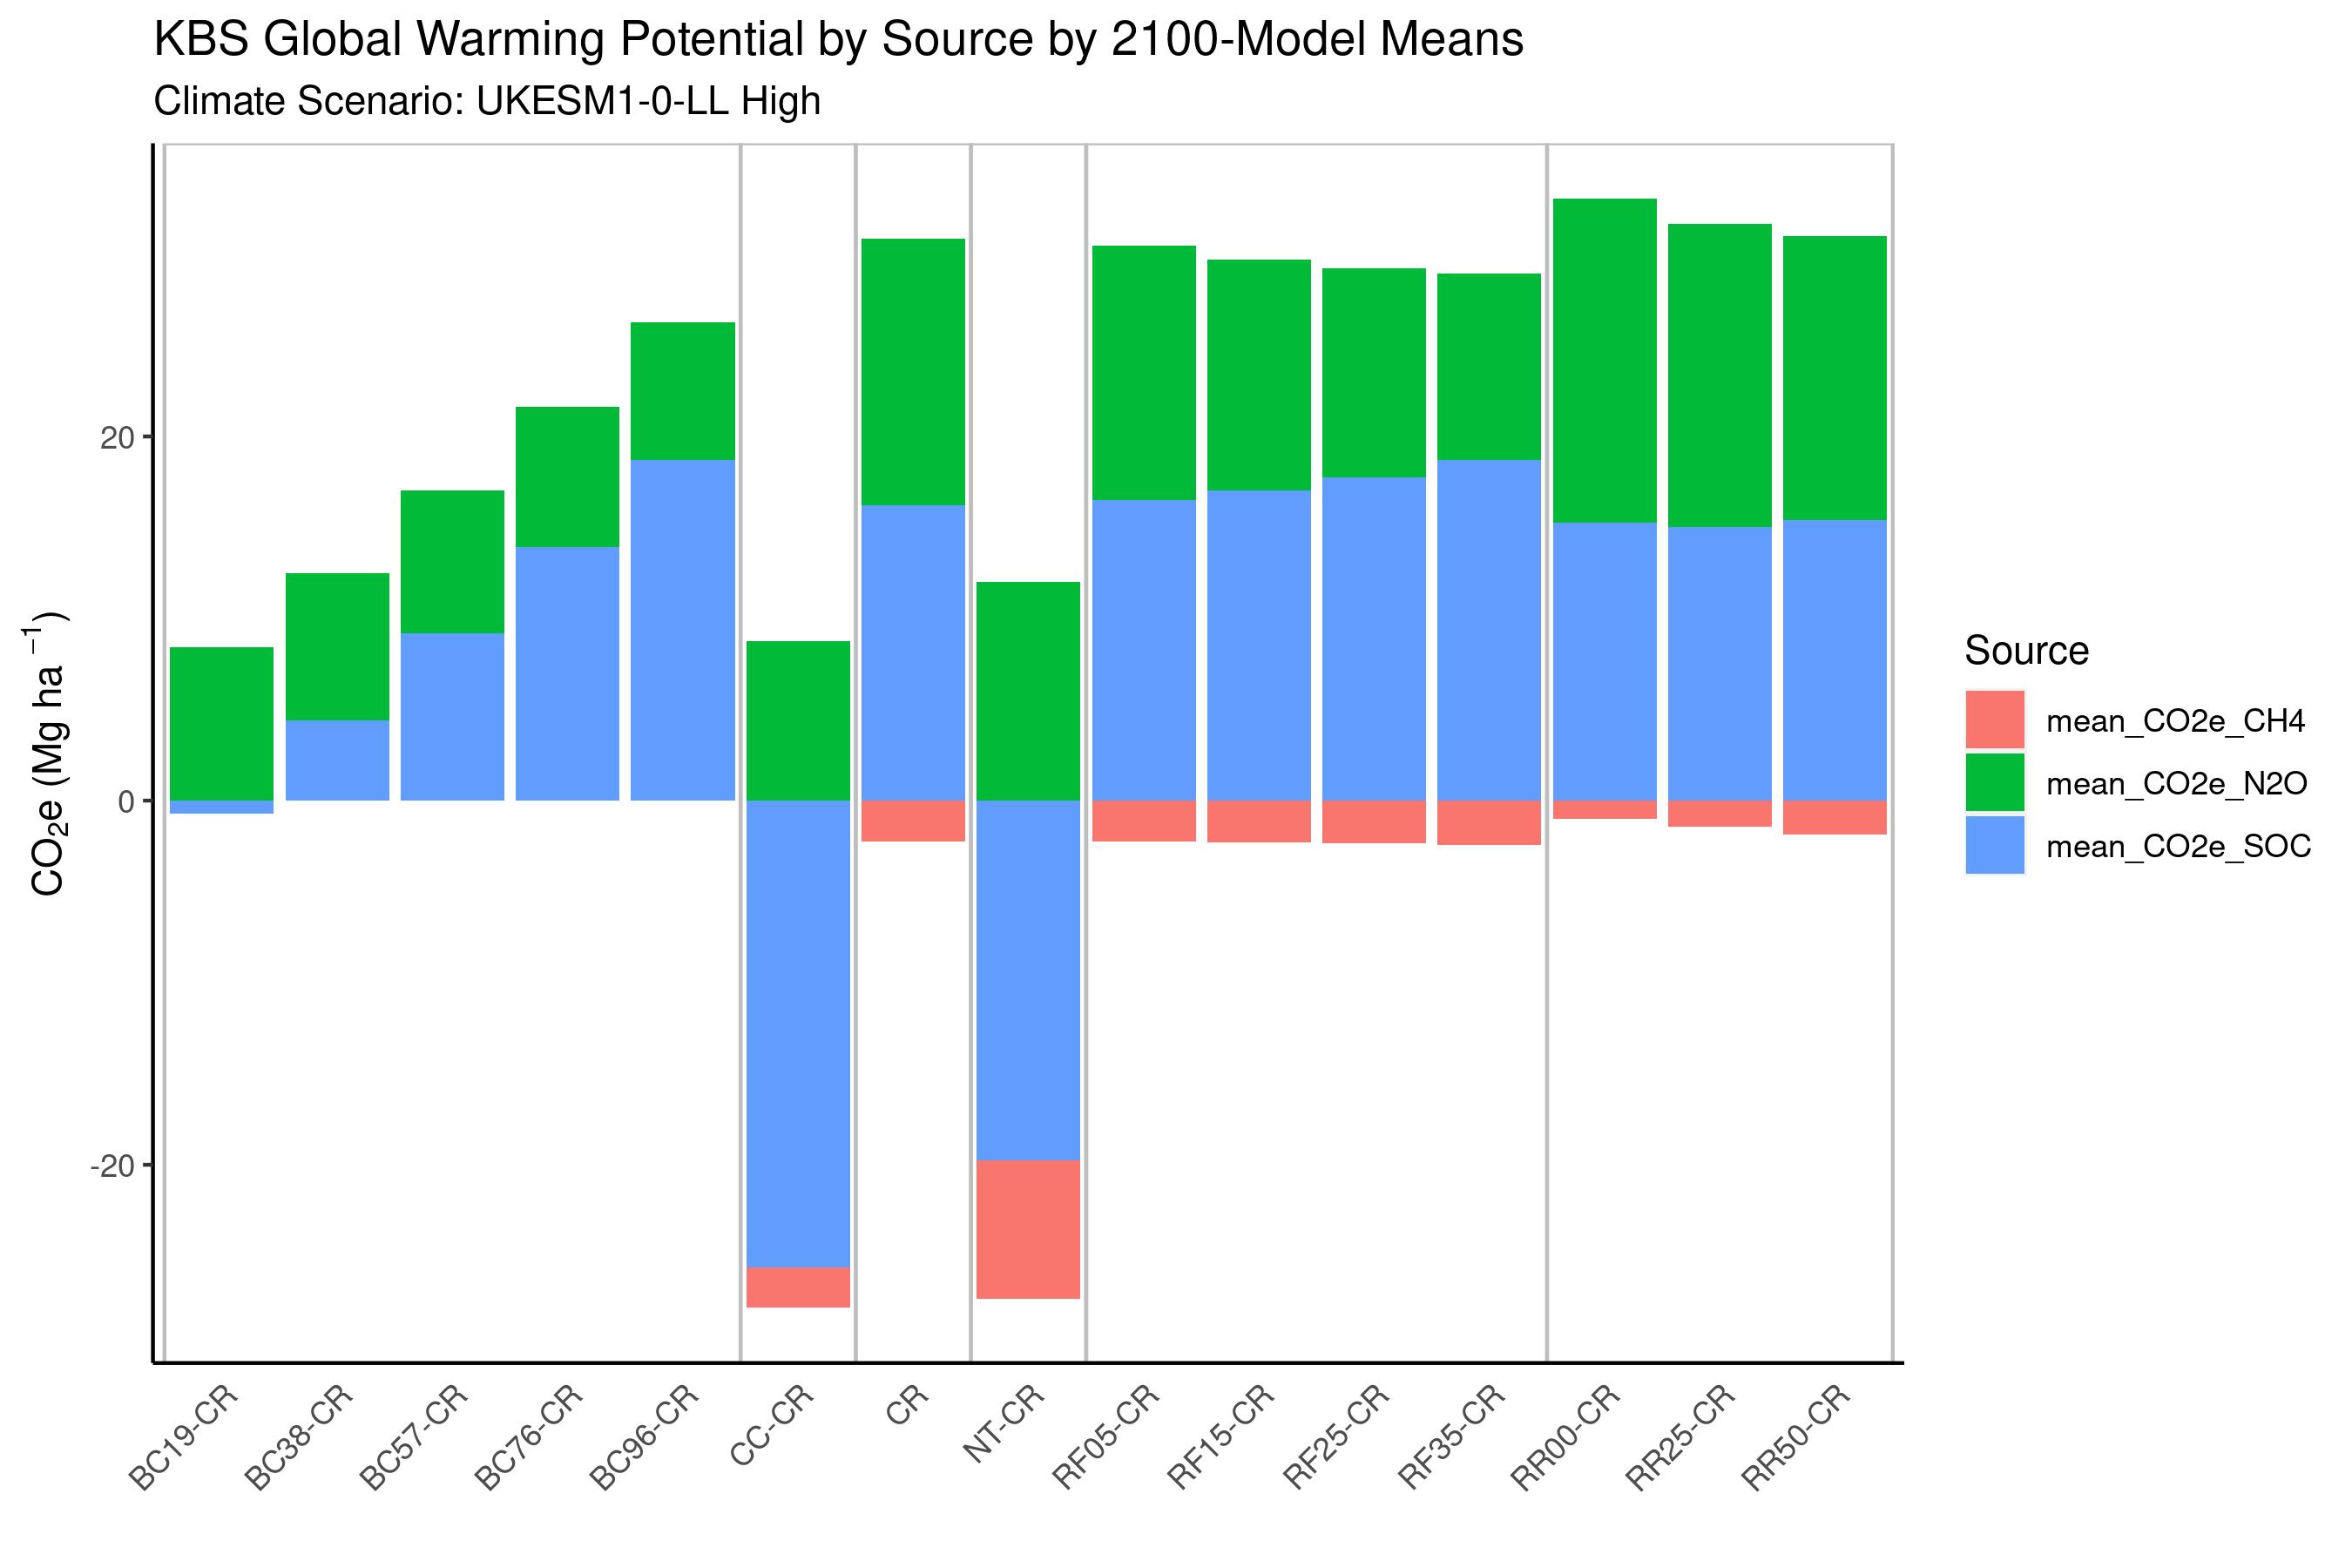 KBS Global Warming Potential by Source by 2100-Model Means
Climate Scenario: UKESM1-0-LL High
CO₂e (Mg ha ⁻¹)
20
0
-20
BC19-CR
BC38-CR
BC57-CR
BC76-CR
BC96-CR
CC-CR
CR
NT-CR
RF05-CR
RF15-CR
RF25-CR
RF35-CR
RR00-CR
RR25-CR
RR50-CR
Source
mean_CO2e_CH4
mean_CO2e_N2O
mean_CO2e_SOC